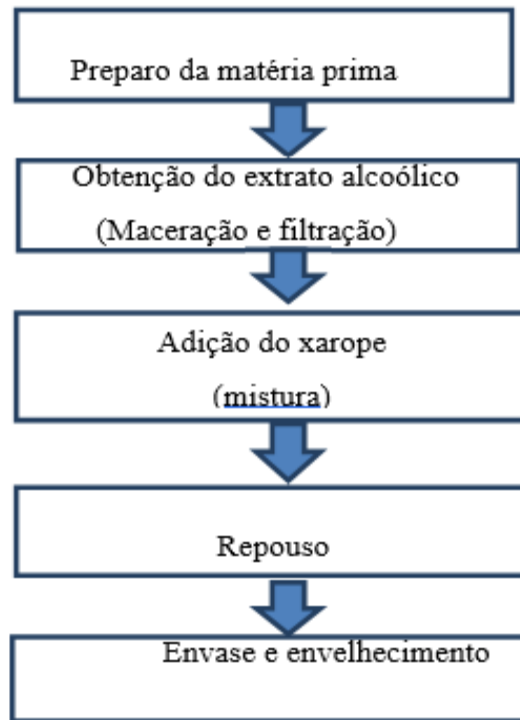 Preparo da matéria prima
Obtenção do extrato alcoólico
(Maceração e filtração)
Adição do xarope
(mistura)
Repouso
Envase e envelhecimento